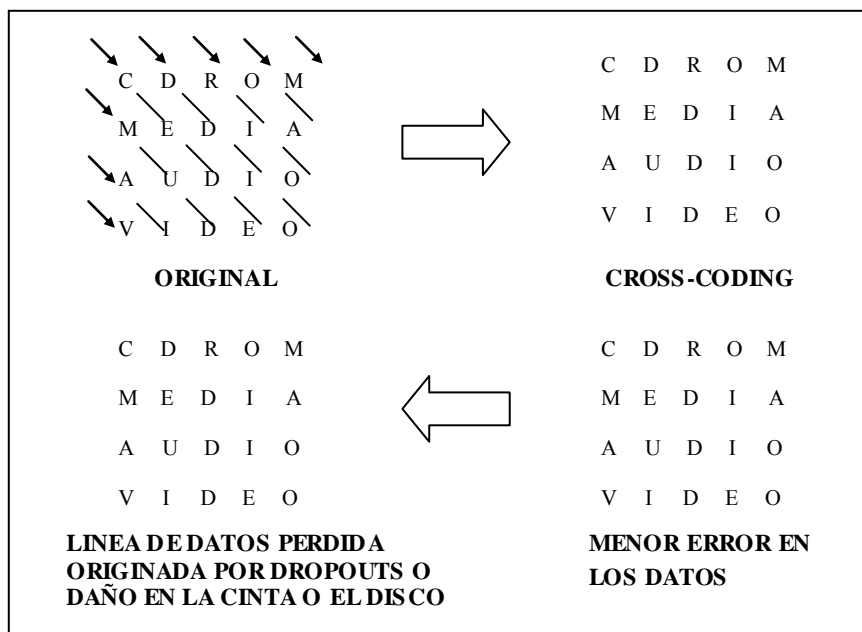 C D R O M
M E D I A
A U D I O
V I D E O
ORIGINAL
C D R O M
M E D I A
A U D I O
V I D E O
CROSS-CODING
C D R O M
M E D I A
A U D I O
V I D E O
LINEA DE DATOS PERDIDA
ORIGINADA POR DROPOUTS O
DAÑO EN LA CINTA O EL DISCO
C D R O M
M E D I A
A U D I O
V I D E O
MENOR ERROR EN
LOS DATOS